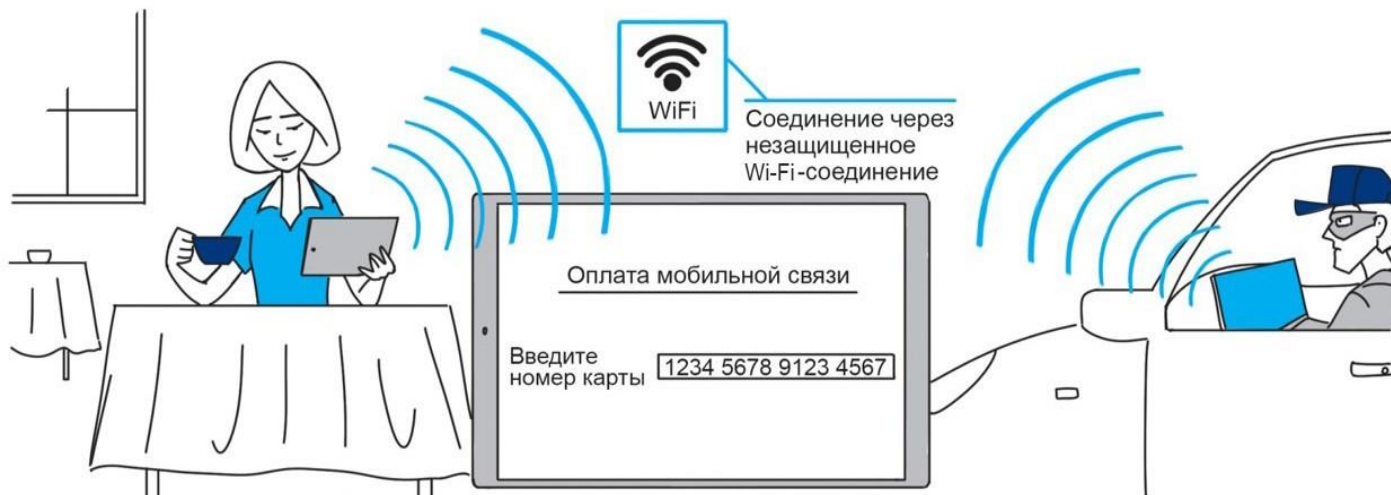 WiFi
Соединение через
незащищенное
Wi-Fi-соединение
Оплата мобильной связи
Введите
номер карты
1234 5678 9123 4567